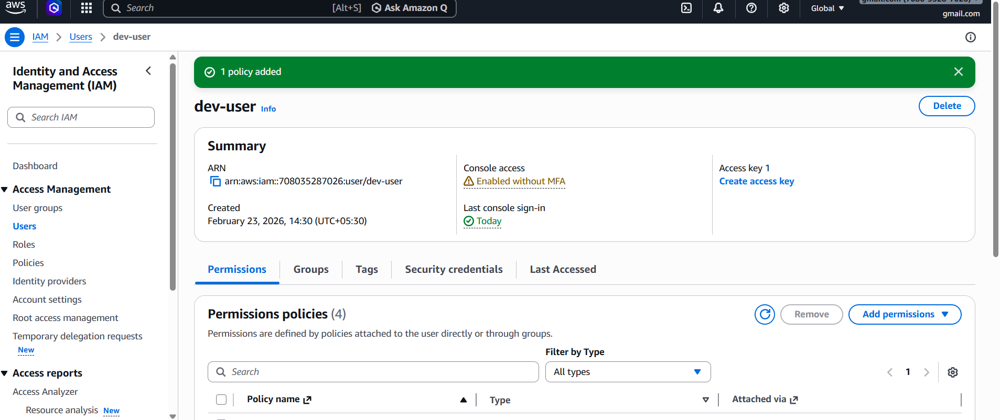 aws
Search [Alt+S] Ask Amazon Q
Global
gmail.com
IAM > Users > dev-user
Identity and Access
Management (IAM)
Search IAM
Dashboard
Access Management
User groups
Users
Roles
Policies
Identity providers
Account settings
Root access management
Temporary delegation requests
New
Access reports
Access Analyzer
Resource analysis New
1 policy added
dev-user Info
Delete
Summary
ARN
arn:aws:iam::708035287026:user/dev-user
Created
February 23, 2026, 14:30 (UTC+05:30)
Console access
Enabled without MFA
Last console sign-in
Today
Access key 1
Create access key
Permissions
Groups
Tags
Security credentials
Last Accessed
Permissions policies (4)
Remove
Add permissions
Permissions are defined by policies attached to the user directly or through groups.
Filter by Type
Search
All types
1
Policy name
Type
Attached via